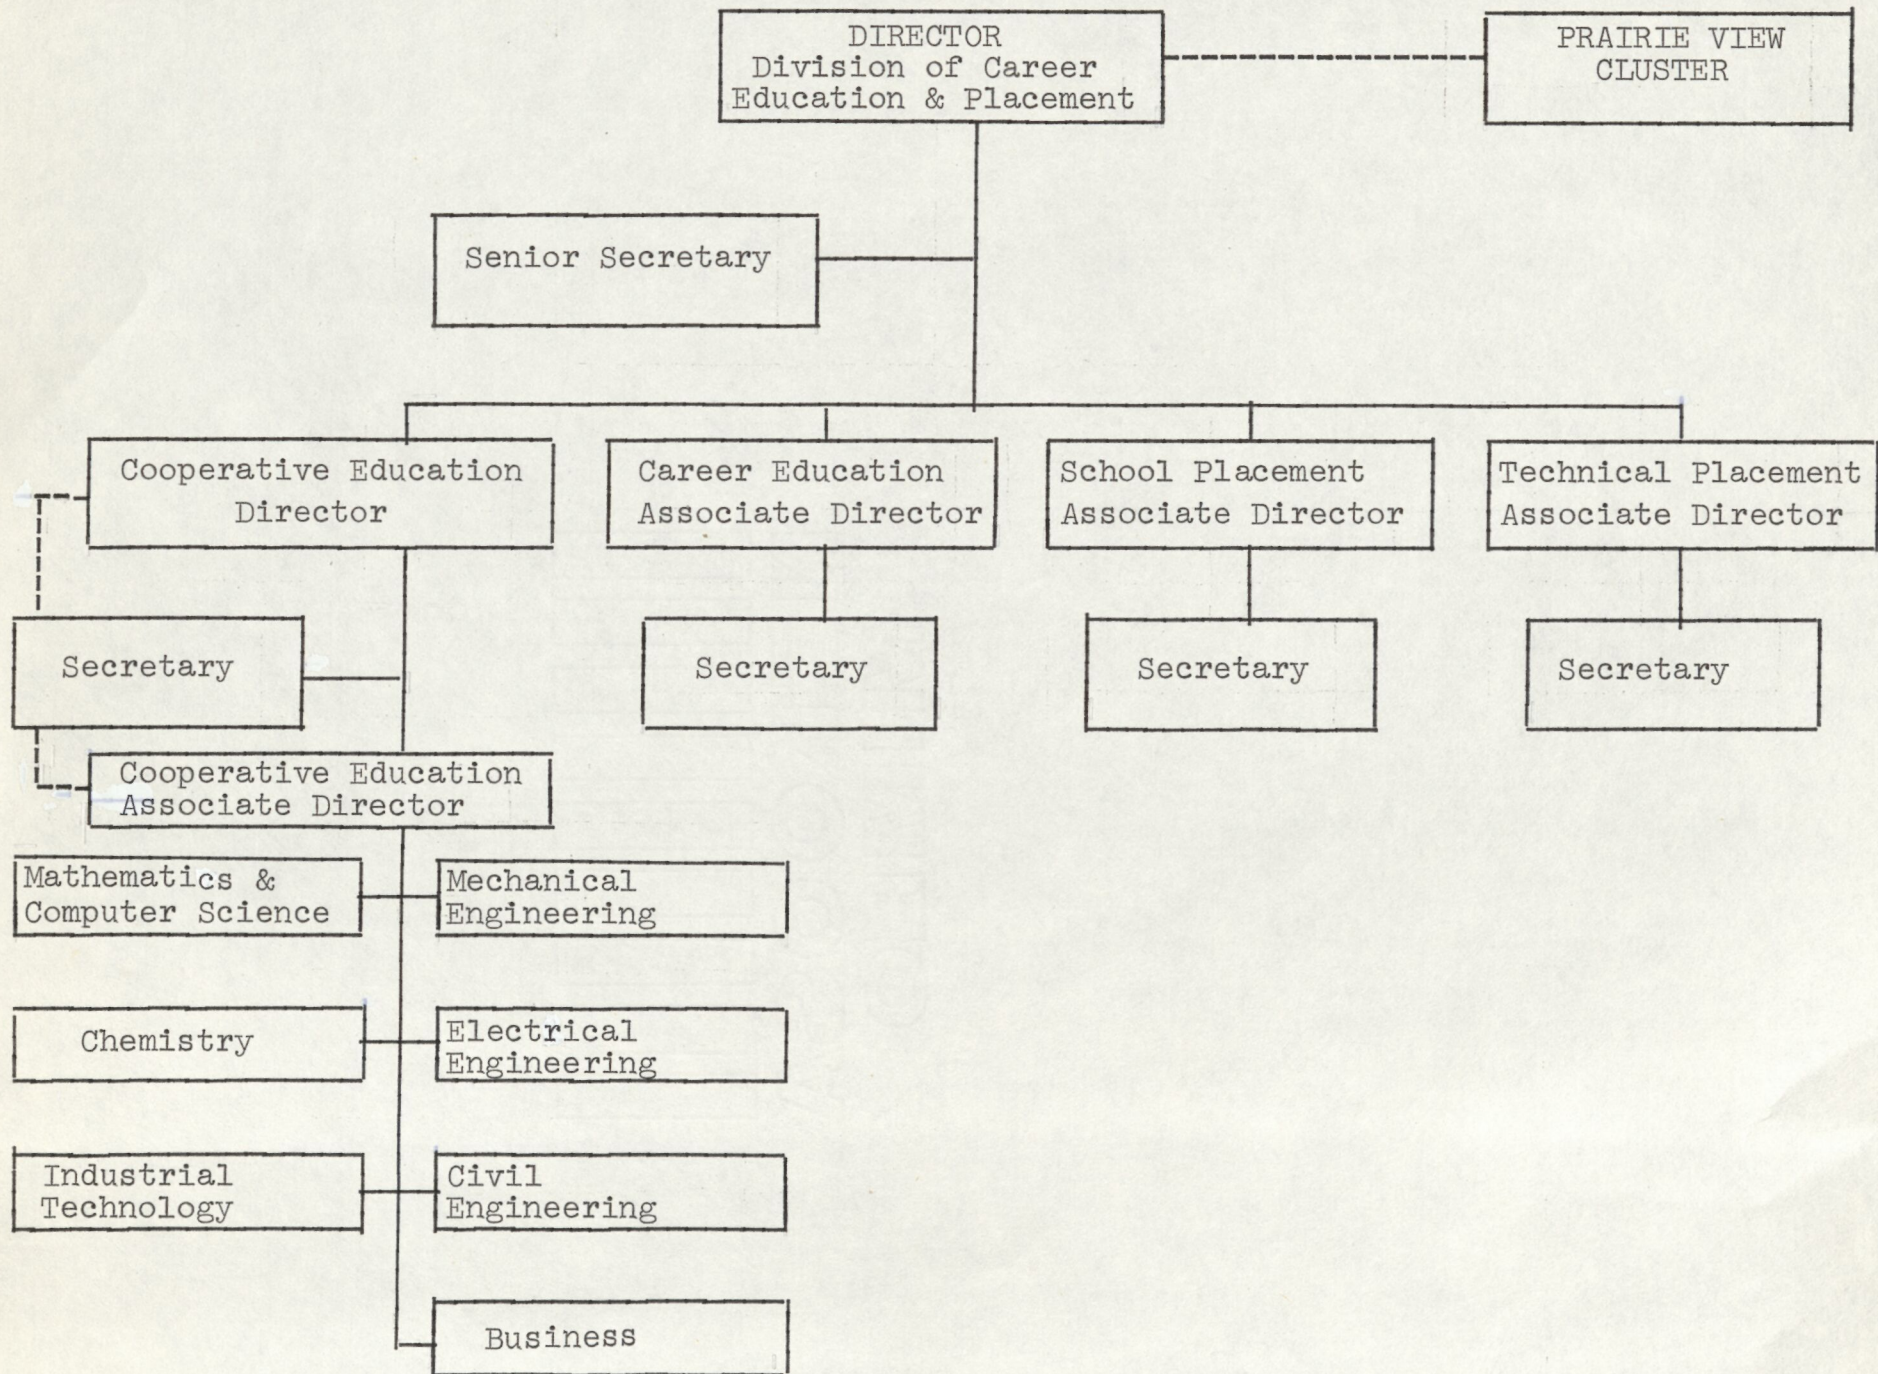 DIRECTOR
Division of Career
Education & Placement
PRAIRIE VIEW
CLUSTER
Senior Secretary
Cooperative Education
Director
Career Education
Associate Director
School Placement
Associate Director
Technical Placement
Associate Director
Secretary
Secretary
Secretary
Secretary
Cooperative Education
Associate Director
Mathematics &
Computer Science
Mechanical
Engineering
Chemistry
Electrical
Engineering
Industrial
Technology
Civil
Engineering
Business